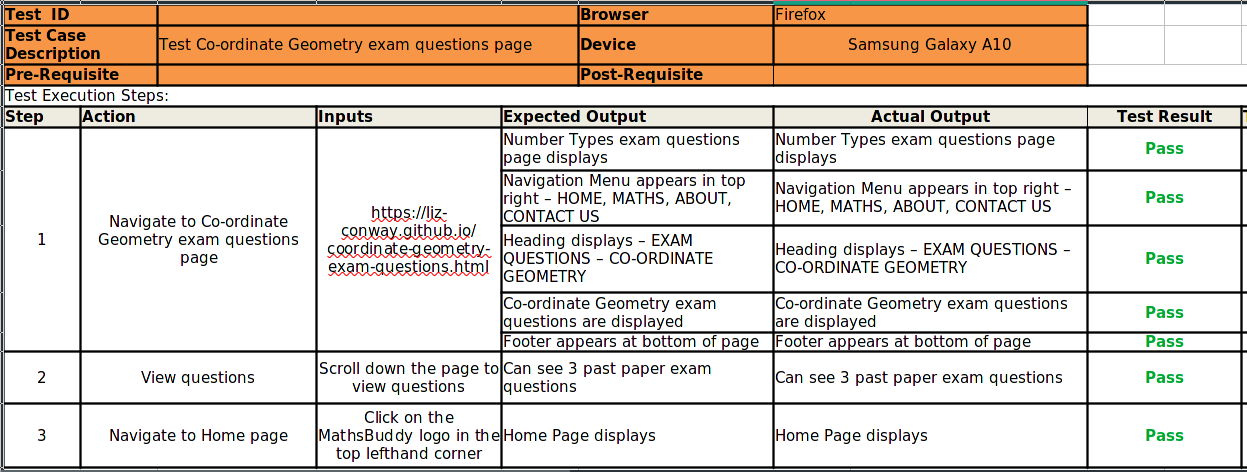 Test ID Browser Firefox
Test Case Description Test Co-ordinate Geometry exam questions page Device Samsung Galaxy A10
Pre-Requisite Post-Requisite
Test Execution Steps:
Step Action Inputs Expected Output Actual Output Test Result
1
Navigate to Co-ordinate
Geometry exam questions
page
https://liz-
conway.github.io/
coordinate-geometry-
exam-questions.html
Number Types exam questions
page displays
Number Types exam questions page
displays
Pass
Navigation Menu appears in top
right – HOME, MATHS, ABOUT,
CONTACT US
Navigation Menu appears in top right –
HOME, MATHS, ABOUT, CONTACT US
Pass
Heading displays – EXAM
QUESTIONS – CO-ORDINATE
GEOMETRY
Heading displays – EXAM QUESTIONS –
CO-ORDINATE GEOMETRY
Pass
Co-ordinate Geometry exam
questions are displayed
Co-ordinate Geometry exam questions
are displayed
Pass
Footer appears at bottom of page
Footer appears at bottom of page
Pass
2
View questions
Scroll down the page to
view questions
Can see 3 past paper exam
questions
Can see 3 past paper exam questions
Pass
3
Navigate to Home page
Click on the
MathsBuddy logo in the
top lefthand corner
Home Page displays
Home Page displays
Pass